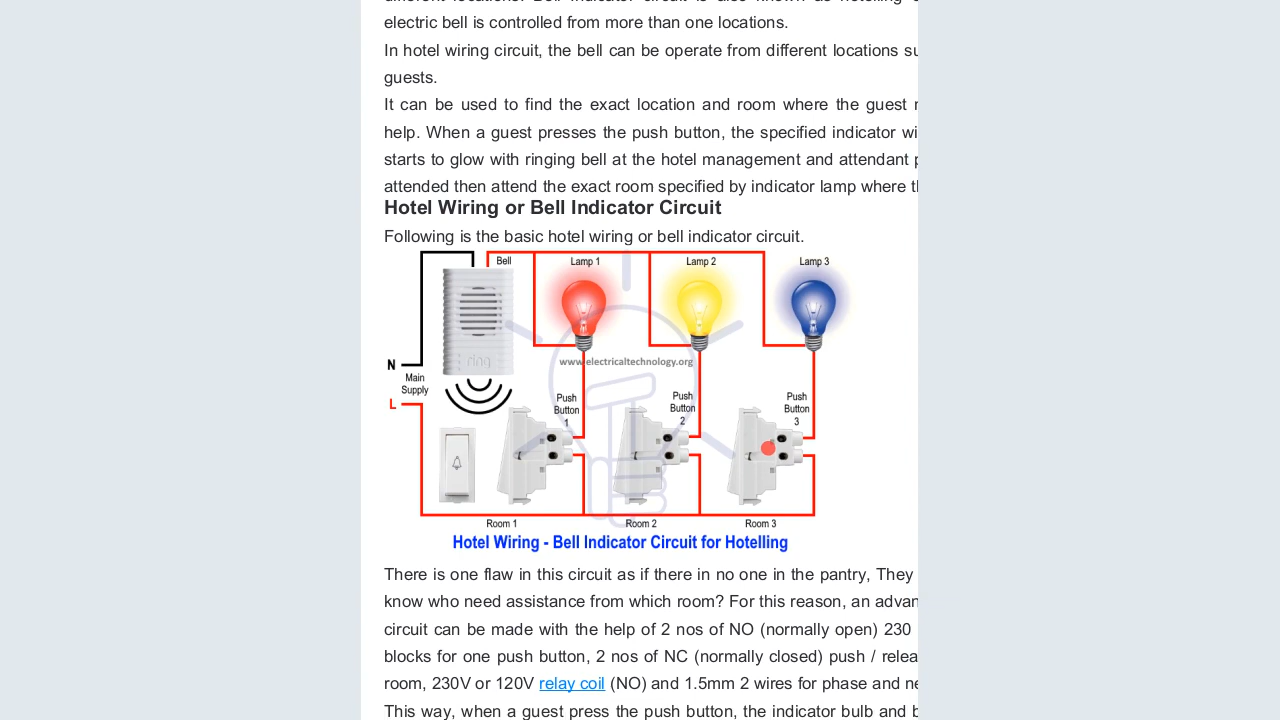 electric bell is controlled from more than one locations.
In hotel wiring circuit, the bell can be operate from different locations
guests.
It can be used to find the exact location and room where the guest
help. When a guest presses the push button, the specified indicator
starts to glow with ringing bell at the hotel management and attendant
attended then attend the exact room specified by indicator lamp where
Hotel Wiring or Bell Indicator Circuit
Following is the basic hotel wiring or bell indicator circuit.
Bell
Lamp 1
Lamp 2
Lamp 3
ring
www.electricaltechnology.org
N
Main
Supply
L
Push
Button
1
Push
Button
2
Push
Button
3
Room 1
Room 2
Room 3
Hotel Wiring - Bell Indicator Circuit for Hotelling
There is one flaw in this circuit as if there in no one in the pantry, They
know who need assistance from which room? For this reason, an
circuit can be made with the help of 2 nos of NO (normally open) 230
blocks for one push button, 2 nos of NC (normally closed) push /
room, 230V or 120V relay coil (NO) and 1.5mm 2 wires for phase and
This way, when a guest press the push button, the indicator bulb and